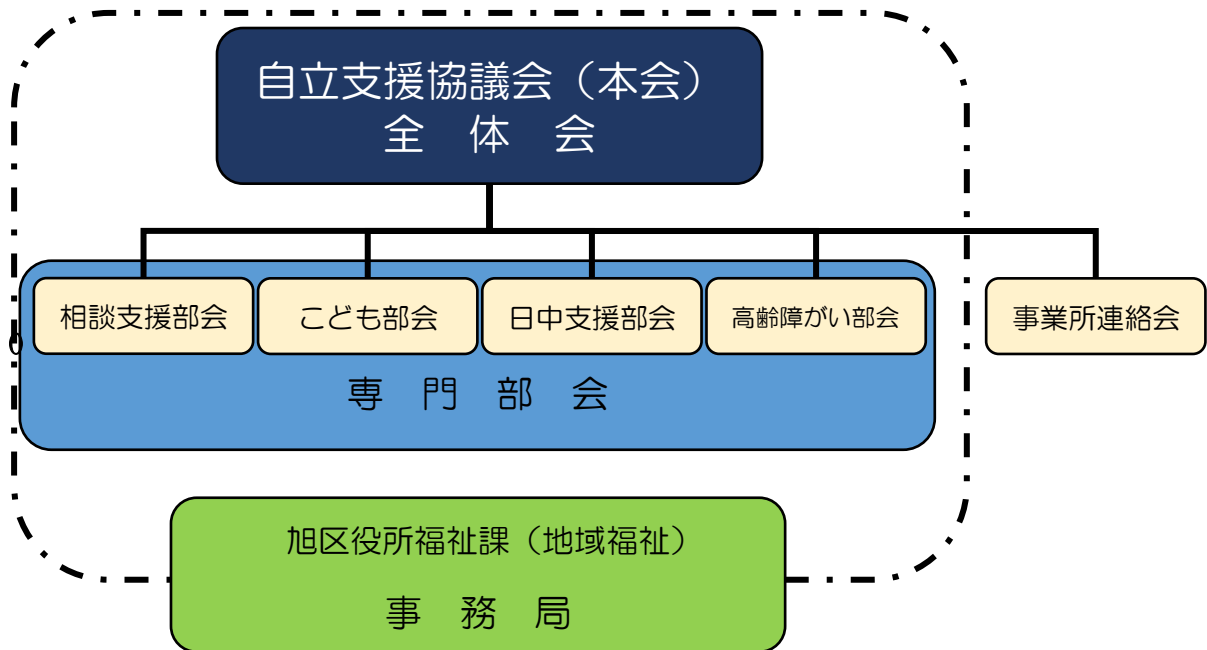 自立支援協議会（本会）
全　体　会
相談支援部会
こども部会
日中支援部会
高齢障がい部会
事業所連絡会
0
専　門　部　会
旭区役所福祉課（地域福祉）
事　務　局